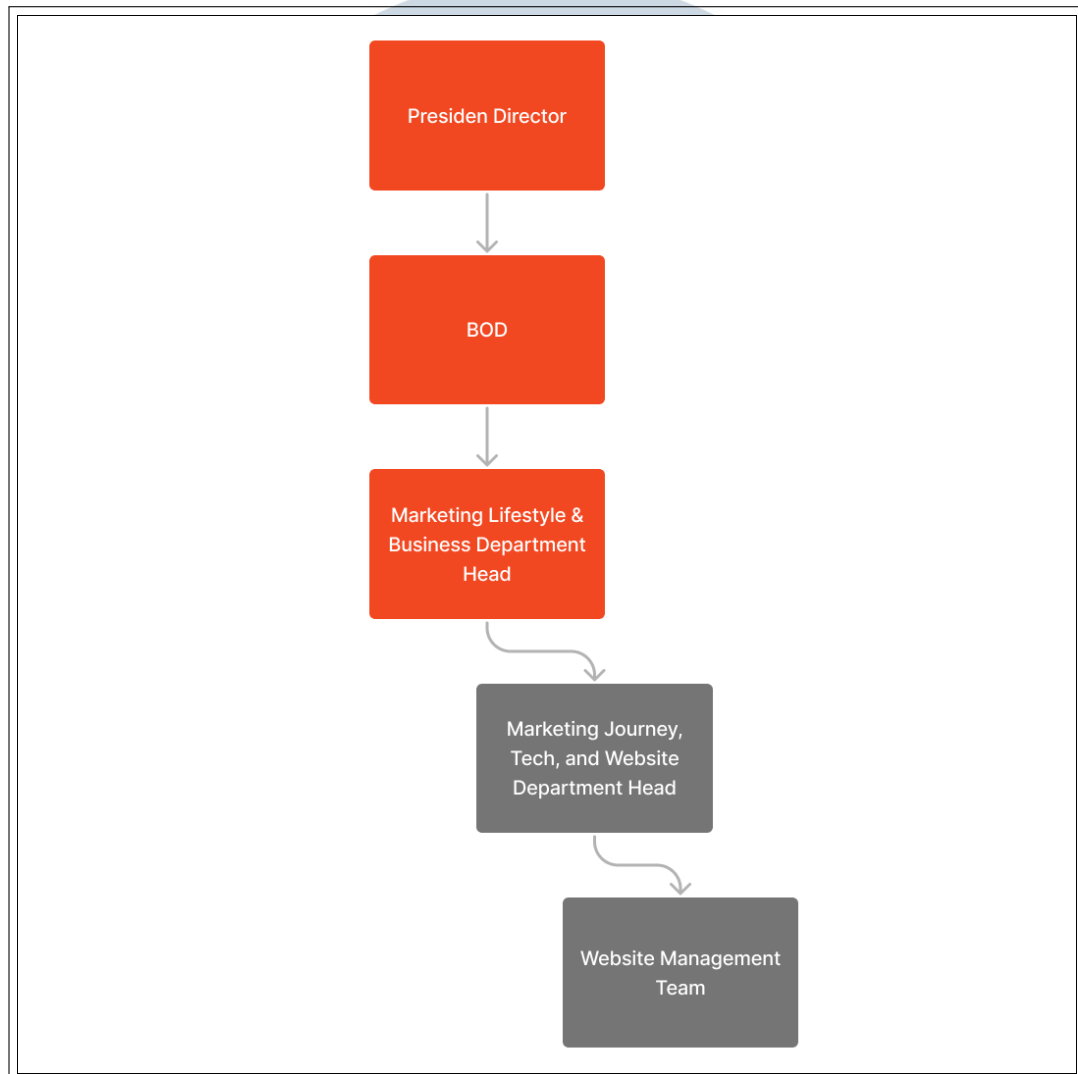 Presiden Director
BOD
Marketing Lifestyle &
Business Department
Head
Marketing Journey,
Tech, and Website
Department Head
Website Management
Team